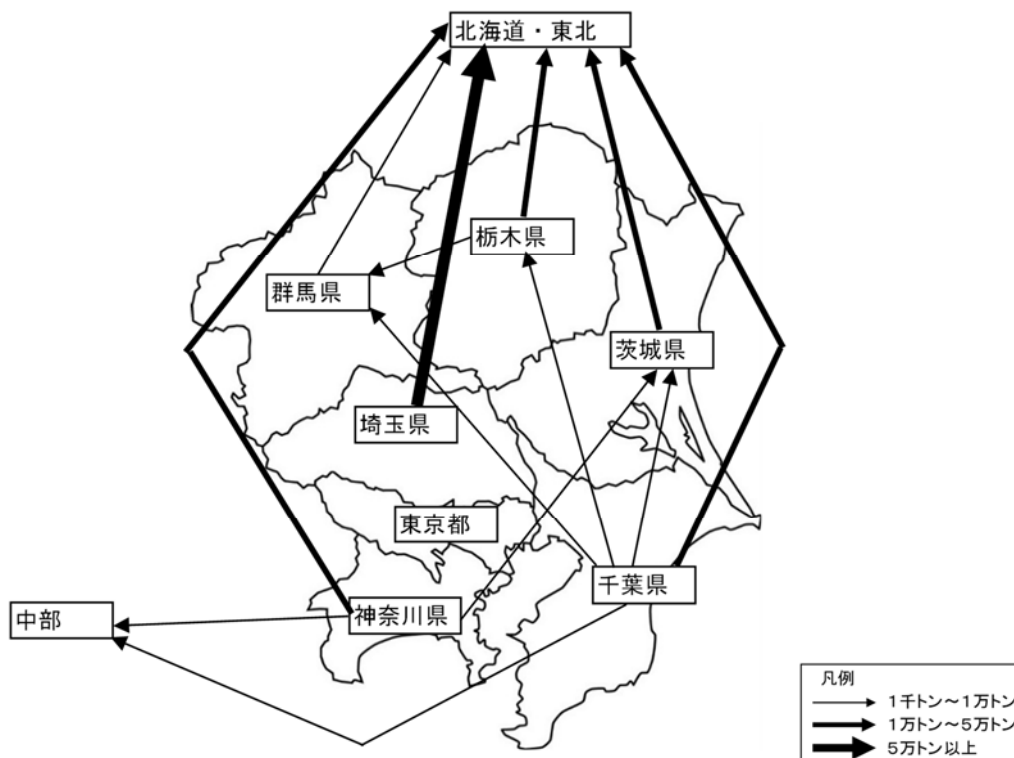 北海道・東北
栃木県
群馬県
茨城県
埼玉県
東京都
千葉県
神奈川県
中部
凡例
1千トン～1万トン
1万トン～5万トン
5万トン以上